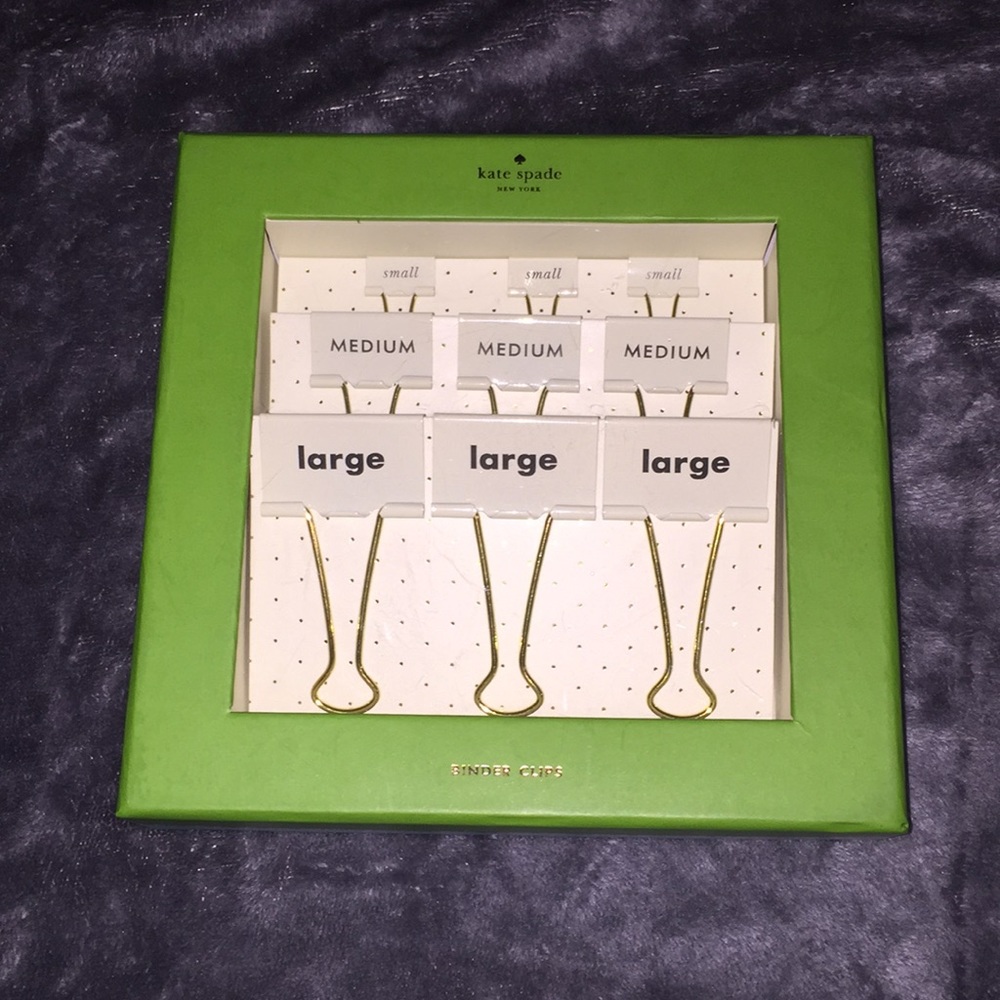 kate spade
NEW YORK
small small small
MEDIUM MEDIUM MEDIUM
large large large
BINDER CLIPS